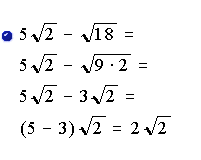 5√2 − √18 =
5√2 − √9 · 2 =
5√2 − 3√2 =
(5 − 3)√2 = 2√2